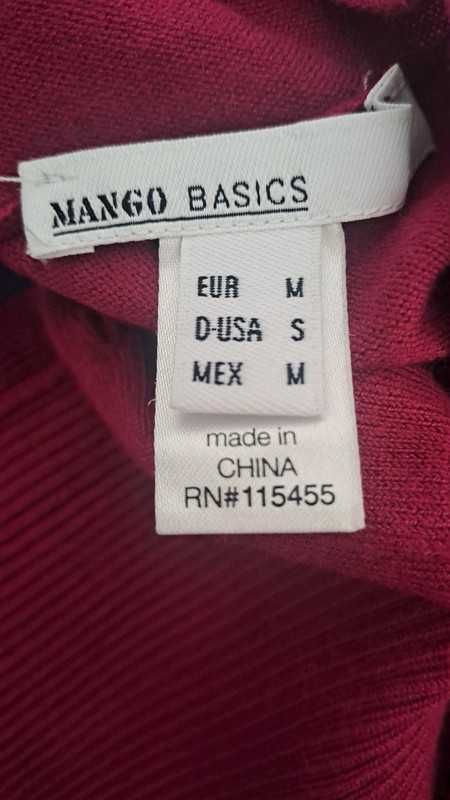 MANGO BASICS
EUR M
D-USA S
MEX M
made in
CHINA
RN#115455